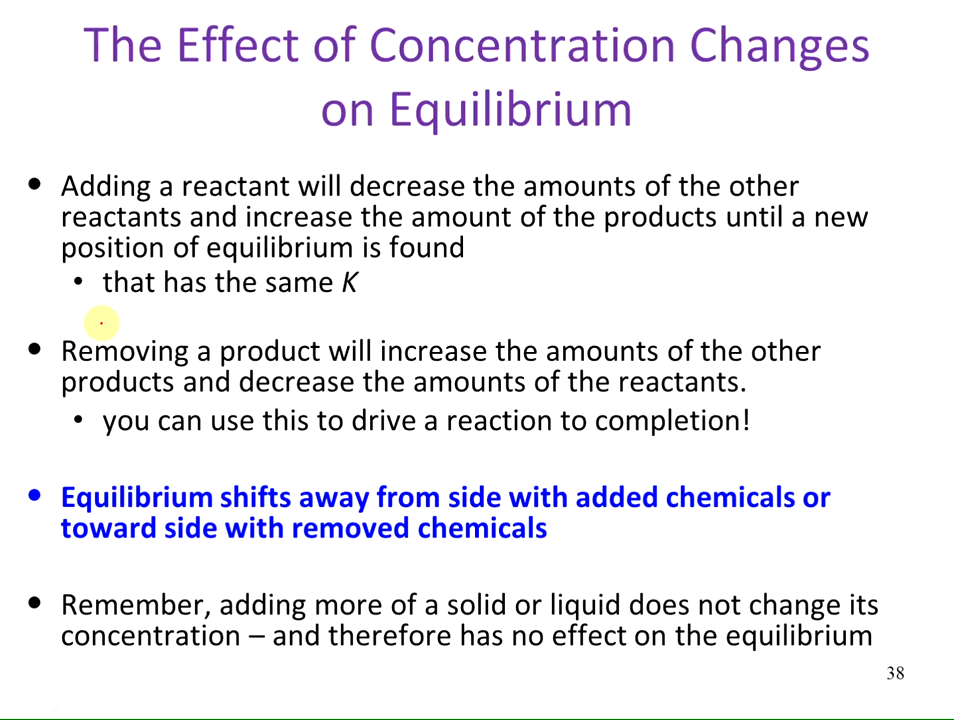 The Effect of Concentration Changes
on Equilibrium
• Adding a reactant will decrease the amounts of the other
reactants and increase the amount of the products until a new
position of equilibrium is found
• that has the same K
• Removing a product will increase the amounts of the other
products and decrease the amounts of the reactants.
• you can use this to drive a reaction to completion!
• Equilibrium shifts away from side with added chemicals or
toward side with removed chemicals
• Remember, adding more of a solid or liquid does not change its
concentration – and therefore has no effect on the equilibrium
38